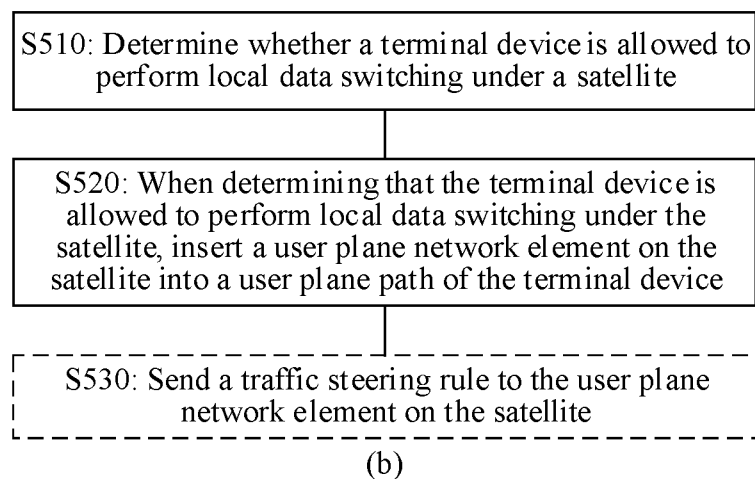 S510: Determine whether a terminal device is allowed to
perform local data switching under a satellite
S520: When determining that the terminal device is
allowed to perform local data switching under the
satellite, insert a user plane network element on the
satellite into a user plane path of the terminal device
S530: Send a traffic steering rule to the user plane
network element on the satellite
(b)